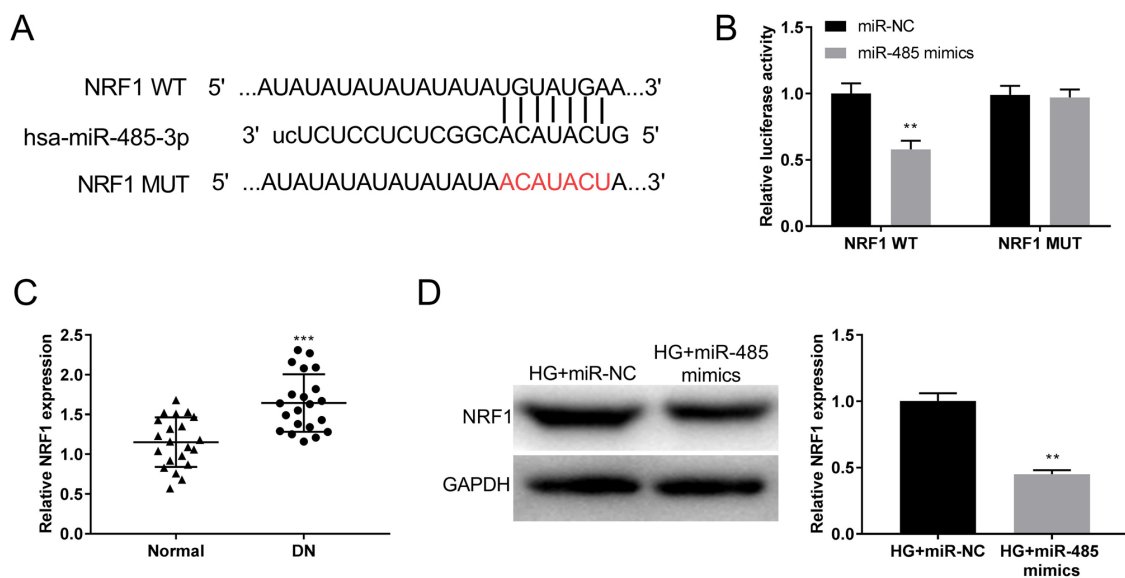 A
NRF1 WT 5' ...AUAUAUAUAUAUAUAUGUAUGAA...3'
hsa-miR-485-3p 3' ucUCUCCUCUCGGCACAUACUG 5'
NRF1 MUT 5' ...AUAUAUAUAUAUAUAACAUACUA...3'
B
miR-NC
miR-485 mimics
Relative luciferase activity
1.5
1.0
0.5
0.0
**
NRF1 WT
NRF1 MUT
C
Relative NRF1 expression
2.5
2.0
1.5
1.0
0.5
0.0
***
Normal
DN
D
HG+miR-NC
HG+miR-485
mimics
NRF1
GAPDH
Relative NRF1 expression
1.5
1.0
0.5
0.0
**
HG+miR-NC
HG+miR-485
mimics